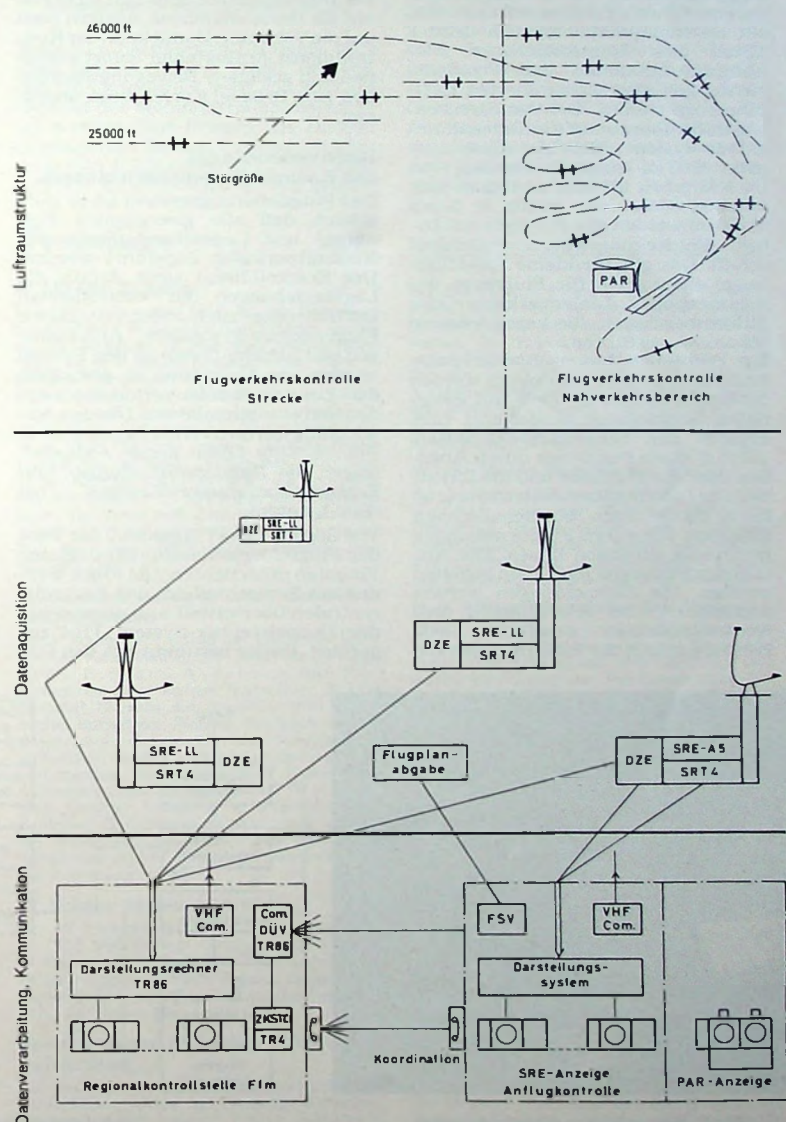 Luftraumstruktur
46000 ft
25000 ft
Störgröße
PAR
Flugverkehrskontrolle
Strecke
Flugverkehrskontrolle
Nahverkehrsbereich
Datenaquisition
DZE
SRE-LL
SRT 4
DZE
SRE-LL
SRT4
SRE-LL
SRT 4
DZE
Flugplan-
abgabe
DZE
SRE-A5
SRT 4
Datenverarbeitung, Kommunikation
VHF
Com.
Com.
DÜV
TR86
Darstellungsrechner
TR86
ZKSTC
TR4
Regionalkontrollstelle Ffm
Koordination
FSV
VHF
Com.
Darstellungs-
system
SRE-Anzeige
Anflugkontrolle
PAR-Anzeige